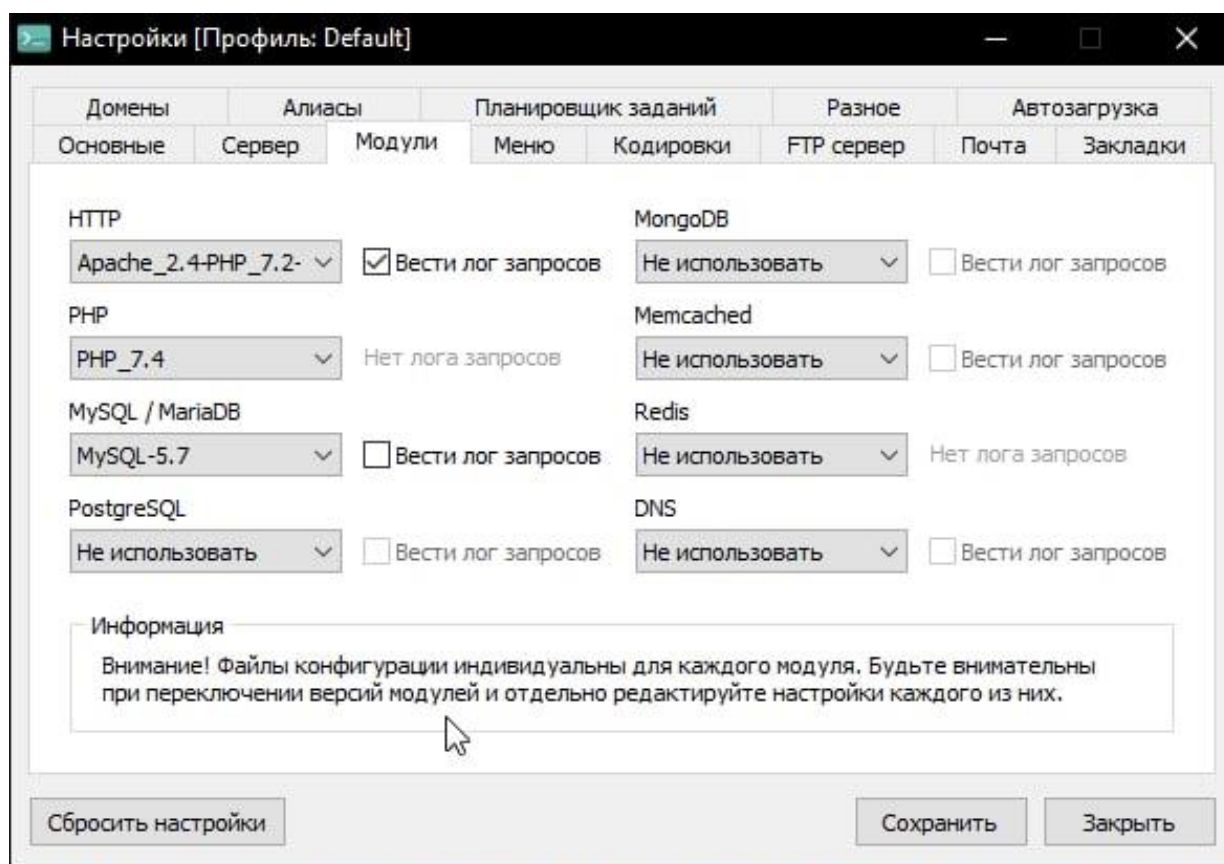 Настройки [Профиль: Default]
Домены Алиасы Планировщик заданий Разное Автозагрузка
Основные Сервер Модули Меню Кодировки FTP сервер Почта Закладки
HTTP MongoDB
Apache_2.4-PHP_7.2- Вести лог запросов Не использовать Вести лог запросов
PHP Memcached
PHP_7.4 Нет лога запросов Не использовать Вести лог запросов
MySQL / MariaDB Redis
MySQL-5.7 Вести лог запросов Не использовать Нет лога запросов
PostgreSQL DNS
Не использовать Вести лог запросов Не использовать Вести лог запросов
Информация
Внимание! Файлы конфигурации индивидуальны для каждого модуля. Будьте внимательны
при переключении версий модулей и отдельно редактируйте настройки каждого из них.
Сбросить настройки Сохранить Закрыть